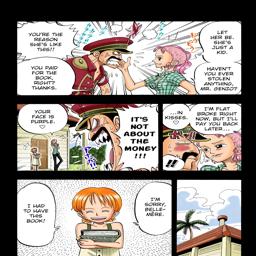 YOU'RE THE
REASON
SHE'S LIKE
THIS!!
YOU PAID
FOR THE
BOOK,
RIGHT?
THANKS.
LET HER
BE. SHE'S
JUST A
KID.
HAVEN'T
YOU EVER
STOLEN
ANYTHING,
MR. GENZO?
YOUR
FACE IS
PURPLE.
IT'S
NOT
ABOUT
THE
MONEY
!!!
...IN
KISSES.
I'M FLAT
BROKE RIGHT
NOW, BUT I'LL
PAY YOU BACK
LATER...
I HAD
TO HAVE
THIS
BOOK!
I'M
SORRY,
BELLE-
MÈRE.